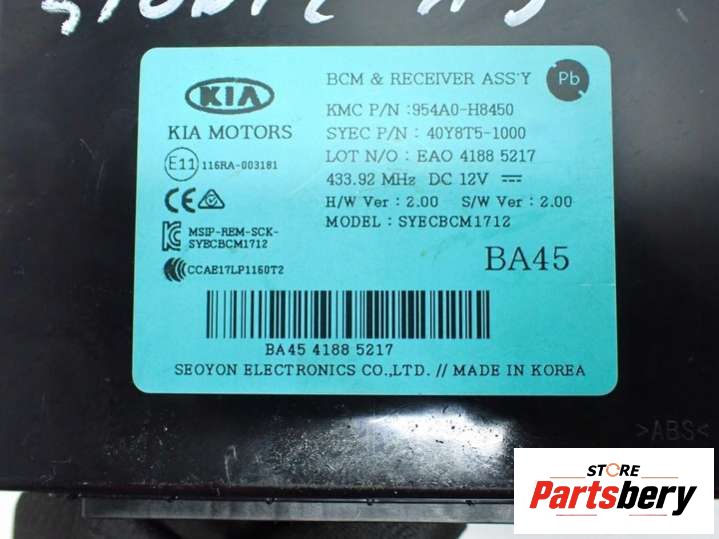 BCM & RECEIVER ASS'Y
Pb
KIA
KIA MOTORS
KMC P/N : 954A0-H8450
SYEC P/N : 40Y8T5-1000
LOT N/O : EAO 4188 5217
433.92 MHz DC 12V
H/W Ver : 2.00 S/W Ver : 2.00
MODEL : SYECBCM1712
E11 116RA-003181
CE
MSIP-REM-SCK-
SYECBCM1712
CCAE17LP1160T2
BA45
BA45 4188 5217
SEOYON ELECTRONICS CO.,LTD. // MADE IN KOREA
>ABS<
STORE
Partsbery